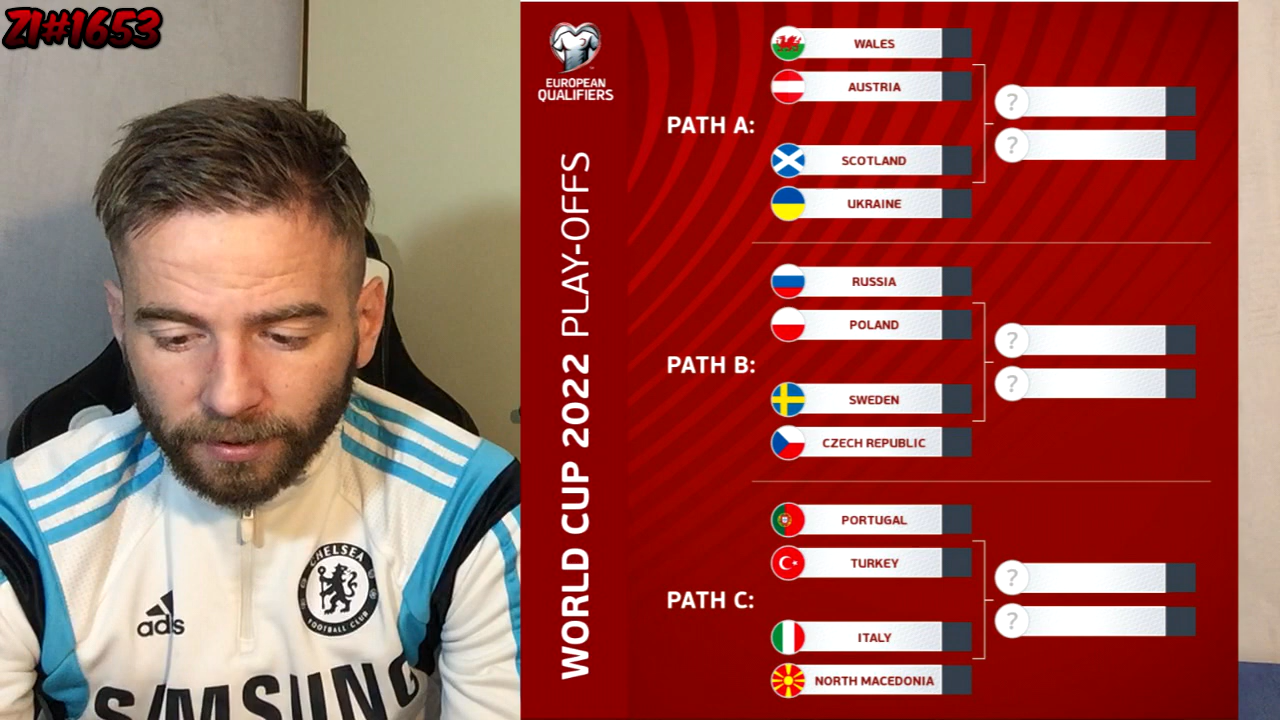 Z1#1653
EUROPEAN
QUALIFIERS
WORLD CUP 2022 PLAY-OFFS
PATH A:
WALES
AUSTRIA
?
?
SCOTLAND
UKRAINE
PATH B:
RUSSIA
POLAND
?
?
SWEDEN
CZECH REPUBLIC
PATH C:
PORTUGAL
TURKEY
?
?
ITALY
NORTH MACEDONIA
CHELSEA
FOOTBALL CLUB
adidas
SAMSUNG